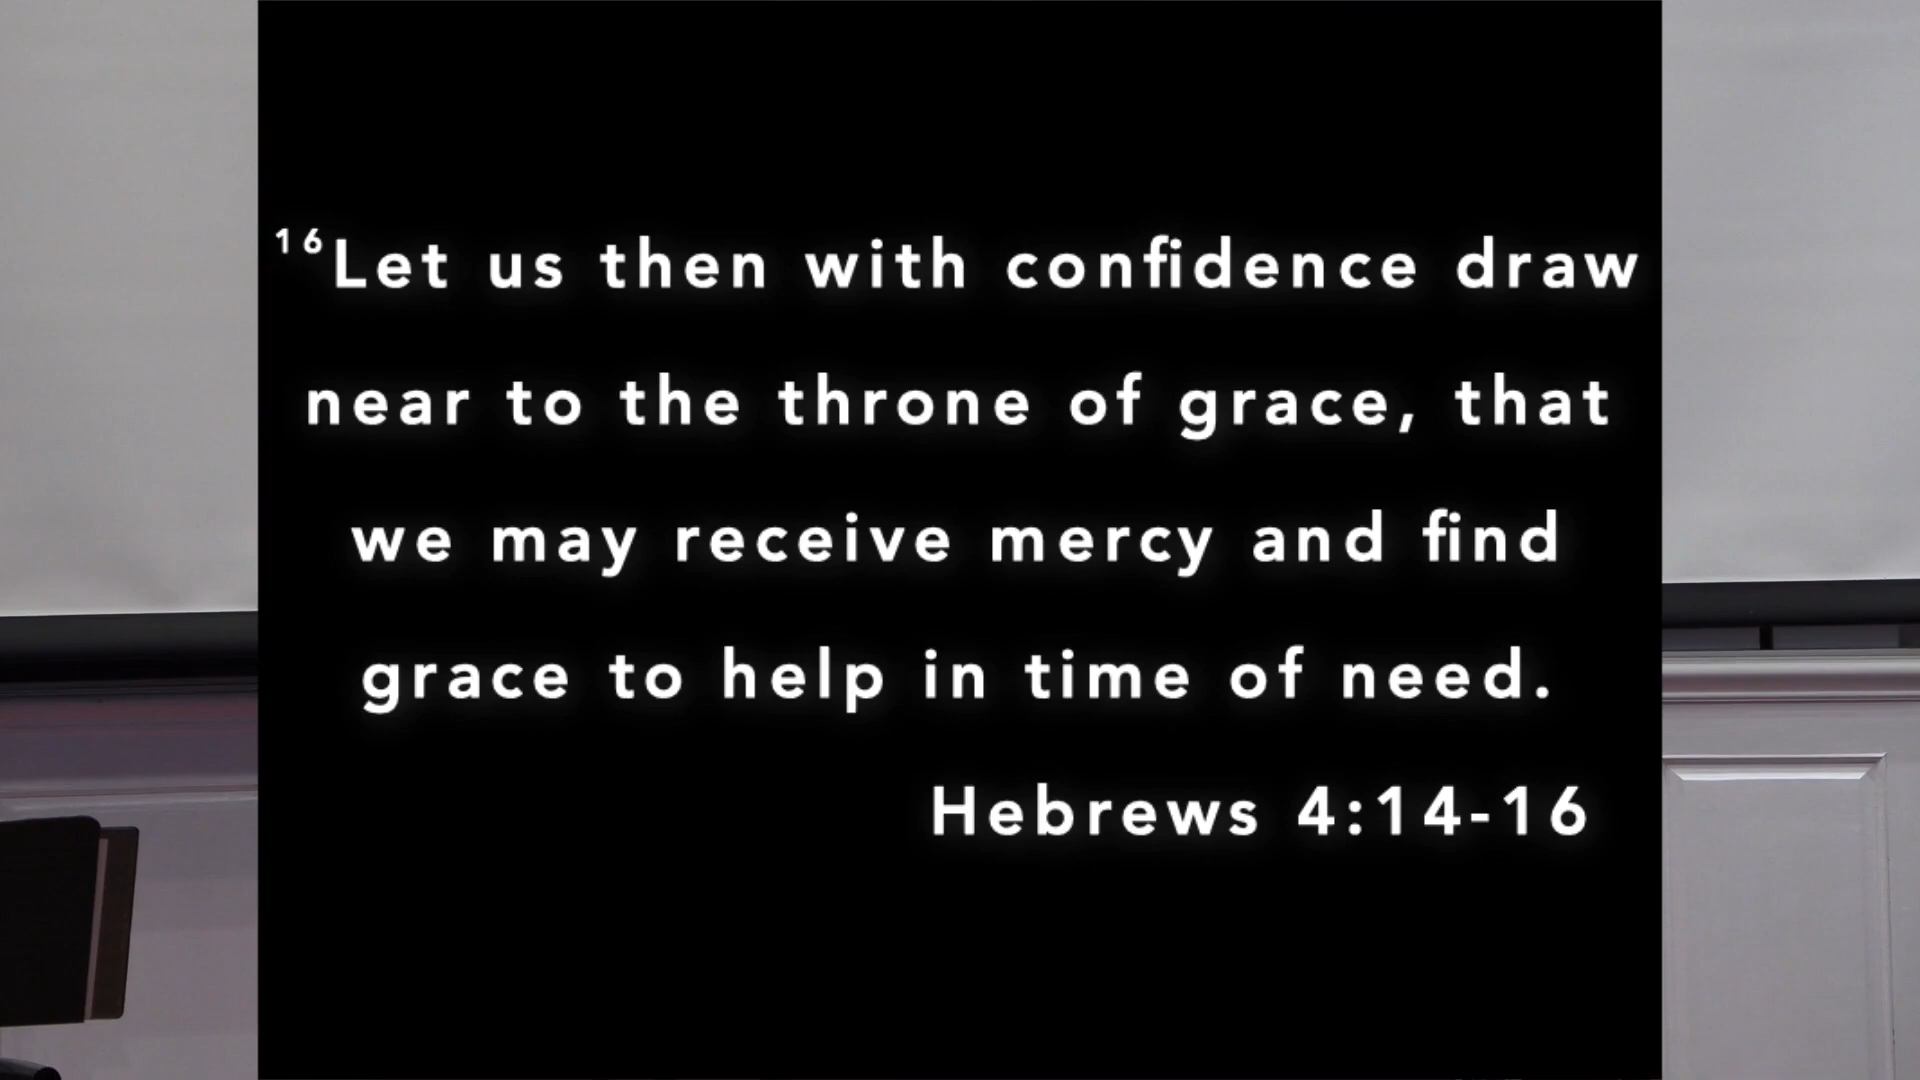 ¹⁶Let us then with confidence draw
near to the throne of grace, that
we may receive mercy and find
grace to help in time of need.
Hebrews 4:14-16